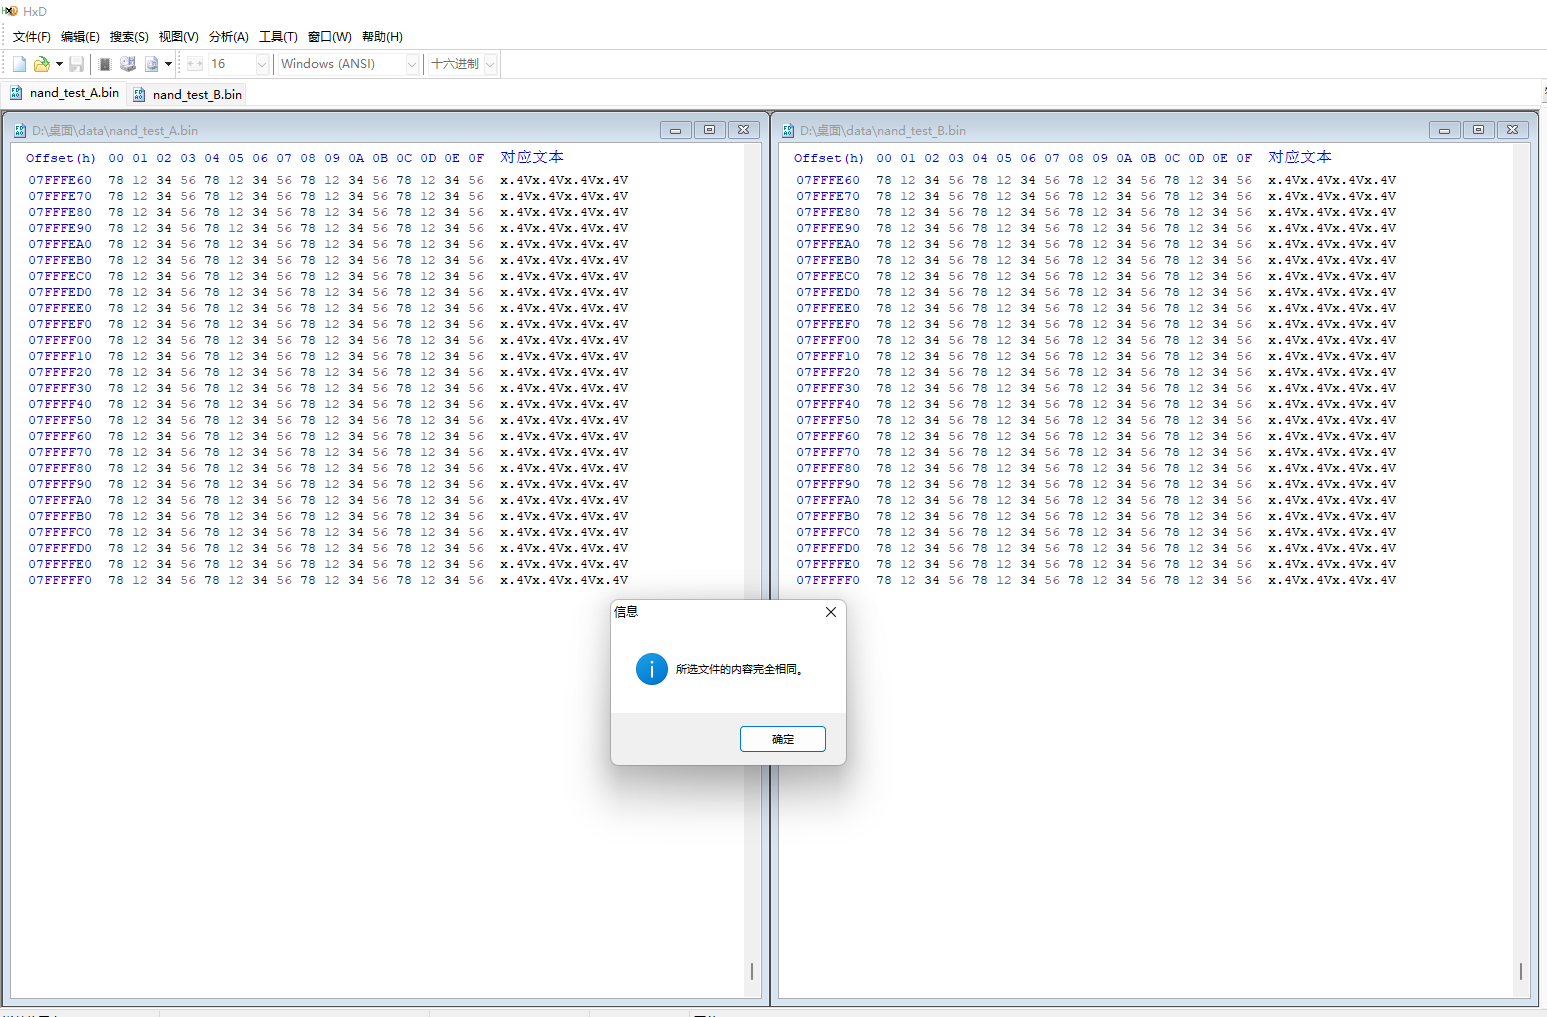 HxD
文件(F) 编辑(E) 搜索(S) 视图(V) 分析(A) 工具(T) 窗口(W) 帮助(H)
16 Windows (ANSI) 十六进制
nand_test_A.bin nand_test_B.bin
D:\桌面\data\nand_test_A.bin
Offset(h) 00 01 02 03 04 05 06 07 08 09 0A 0B 0C 0D 0E 0F 对应文本
07FFFE60 78 12 34 56 78 12 34 56 78 12 34 56 78 12 34 56 x.4Vx.4Vx.4Vx.4V
07FFFE70 78 12 34 56 78 12 34 56 78 12 34 56 78 12 34 56 x.4Vx.4Vx.4Vx.4V
07FFFE80 78 12 34 56 78 12 34 56 78 12 34 56 78 12 34 56 x.4Vx.4Vx.4Vx.4V
07FFFE90 78 12 34 56 78 12 34 56 78 12 34 56 78 12 34 56 x.4Vx.4Vx.4Vx.4V
07FFFEA0 78 12 34 56 78 12 34 56 78 12 34 56 78 12 34 56 x.4Vx.4Vx.4Vx.4V
07FFFEB0 78 12 34 56 78 12 34 56 78 12 34 56 78 12 34 56 x.4Vx.4Vx.4Vx.4V
07FFFEC0 78 12 34 56 78 12 34 56 78 12 34 56 78 12 34 56 x.4Vx.4Vx.4Vx.4V
07FFFED0 78 12 34 56 78 12 34 56 78 12 34 56 78 12 34 56 x.4Vx.4Vx.4Vx.4V
07FFFEE0 78 12 34 56 78 12 34 56 78 12 34 56 78 12 34 56 x.4Vx.4Vx.4Vx.4V
07FFFEF0 78 12 34 56 78 12 34 56 78 12 34 56 78 12 34 56 x.4Vx.4Vx.4Vx.4V
07FFFF00 78 12 34 56 78 12 34 56 78 12 34 56 78 12 34 56 x.4Vx.4Vx.4Vx.4V
07FFFF10 78 12 34 56 78 12 34 56 78 12 34 56 78 12 34 56 x.4Vx.4Vx.4Vx.4V
07FFFF20 78 12 34 56 78 12 34 56 78 12 34 56 78 12 34 56 x.4Vx.4Vx.4Vx.4V
07FFFF30 78 12 34 56 78 12 34 56 78 12 34 56 78 12 34 56 x.4Vx.4Vx.4Vx.4V
07FFFF40 78 12 34 56 78 12 34 56 78 12 34 56 78 12 34 56 x.4Vx.4Vx.4Vx.4V
07FFFF50 78 12 34 56 78 12 34 56 78 12 34 56 78 12 34 56 x.4Vx.4Vx.4Vx.4V
07FFFF60 78 12 34 56 78 12 34 56 78 12 34 56 78 12 34 56 x.4Vx.4Vx.4Vx.4V
07FFFF70 78 12 34 56 78 12 34 56 78 12 34 56 78 12 34 56 x.4Vx.4Vx.4Vx.4V
07FFFF80 78 12 34 56 78 12 34 56 78 12 34 56 78 12 34 56 x.4Vx.4Vx.4Vx.4V
07FFFF90 78 12 34 56 78 12 34 56 78 12 34 56 78 12 34 56 x.4Vx.4Vx.4Vx.4V
07FFFFA0 78 12 34 56 78 12 34 56 78 12 34 56 78 12 34 56 x.4Vx.4Vx.4Vx.4V
07FFFFB0 78 12 34 56 78 12 34 56 78 12 34 56 78 12 34 56 x.4Vx.4Vx.4Vx.4V
07FFFFC0 78 12 34 56 78 12 34 56 78 12 34 56 78 12 34 56 x.4Vx.4Vx.4Vx.4V
07FFFFD0 78 12 34 56 78 12 34 56 78 12 34 56 78 12 34 56 x.4Vx.4Vx.4Vx.4V
07FFFFE0 78 12 34 56 78 12 34 56 78 12 34 56 78 12 34 56 x.4Vx.4Vx.4Vx.4V
07FFFFF0 78 12 34 56 78 12 34 56 78 12 34 56 78 12 34 56 x.4Vx.4Vx.4Vx.4V
D:\桌面\data\nand_test_B.bin
Offset(h) 00 01 02 03 04 05 06 07 08 09 0A 0B 0C 0D 0E 0F 对应文本
07FFFE60 78 12 34 56 78 12 34 56 78 12 34 56 78 12 34 56 x.4Vx.4Vx.4Vx.4V
07FFFE70 78 12 34 56 78 12 34 56 78 12 34 56 78 12 34 56 x.4Vx.4Vx.4Vx.4V
07FFFE80 78 12 34 56 78 12 34 56 78 12 34 56 78 12 34 56 x.4Vx.4Vx.4Vx.4V
07FFFE90 78 12 34 56 78 12 34 56 78 12 34 56 78 12 34 56 x.4Vx.4Vx.4Vx.4V
07FFFEA0 78 12 34 56 78 12 34 56 78 12 34 56 78 12 34 56 x.4Vx.4Vx.4Vx.4V
07FFFEB0 78 12 34 56 78 12 34 56 78 12 34 56 78 12 34 56 x.4Vx.4Vx.4Vx.4V
07FFFEC0 78 12 34 56 78 12 34 56 78 12 34 56 78 12 34 56 x.4Vx.4Vx.4Vx.4V
07FFFED0 78 12 34 56 78 12 34 56 78 12 34 56 78 12 34 56 x.4Vx.4Vx.4Vx.4V
07FFFEE0 78 12 34 56 78 12 34 56 78 12 34 56 78 12 34 56 x.4Vx.4Vx.4Vx.4V
07FFFEF0 78 12 34 56 78 12 34 56 78 12 34 56 78 12 34 56 x.4Vx.4Vx.4Vx.4V
07FFFF00 78 12 34 56 78 12 34 56 78 12 34 56 78 12 34 56 x.4Vx.4Vx.4Vx.4V
07FFFF10 78 12 34 56 78 12 34 56 78 12 34 56 78 12 34 56 x.4Vx.4Vx.4Vx.4V
07FFFF20 78 12 34 56 78 12 34 56 78 12 34 56 78 12 34 56 x.4Vx.4Vx.4Vx.4V
07FFFF30 78 12 34 56 78 12 34 56 78 12 34 56 78 12 34 56 x.4Vx.4Vx.4Vx.4V
07FFFF40 78 12 34 56 78 12 34 56 78 12 34 56 78 12 34 56 x.4Vx.4Vx.4Vx.4V
07FFFF50 78 12 34 56 78 12 34 56 78 12 34 56 78 12 34 56 x.4Vx.4Vx.4Vx.4V
07FFFF60 78 12 34 56 78 12 34 56 78 12 34 56 78 12 34 56 x.4Vx.4Vx.4Vx.4V
07FFFF70 78 12 34 56 78 12 34 56 78 12 34 56 78 12 34 56 x.4Vx.4Vx.4Vx.4V
07FFFF80 78 12 34 56 78 12 34 56 78 12 34 56 78 12 34 56 x.4Vx.4Vx.4Vx.4V
07FFFF90 78 12 34 56 78 12 34 56 78 12 34 56 78 12 34 56 x.4Vx.4Vx.4Vx.4V
07FFFFA0 78 12 34 56 78 12 34 56 78 12 34 56 78 12 34 56 x.4Vx.4Vx.4Vx.4V
07FFFFB0 78 12 34 56 78 12 34 56 78 12 34 56 78 12 34 56 x.4Vx.4Vx.4Vx.4V
07FFFFC0 78 12 34 56 78 12 34 56 78 12 34 56 78 12 34 56 x.4Vx.4Vx.4Vx.4V
07FFFFD0 78 12 34 56 78 12 34 56 78 12 34 56 78 12 34 56 x.4Vx.4Vx.4Vx.4V
07FFFFE0 78 12 34 56 78 12 34 56 78 12 34 56 78 12 34 56 x.4Vx.4Vx.4Vx.4V
07FFFFF0 78 12 34 56 78 12 34 56 78 12 34 56 78 12 34 56 x.4Vx.4Vx.4Vx.4V
信息
所选文件的内容完全相同。
确定